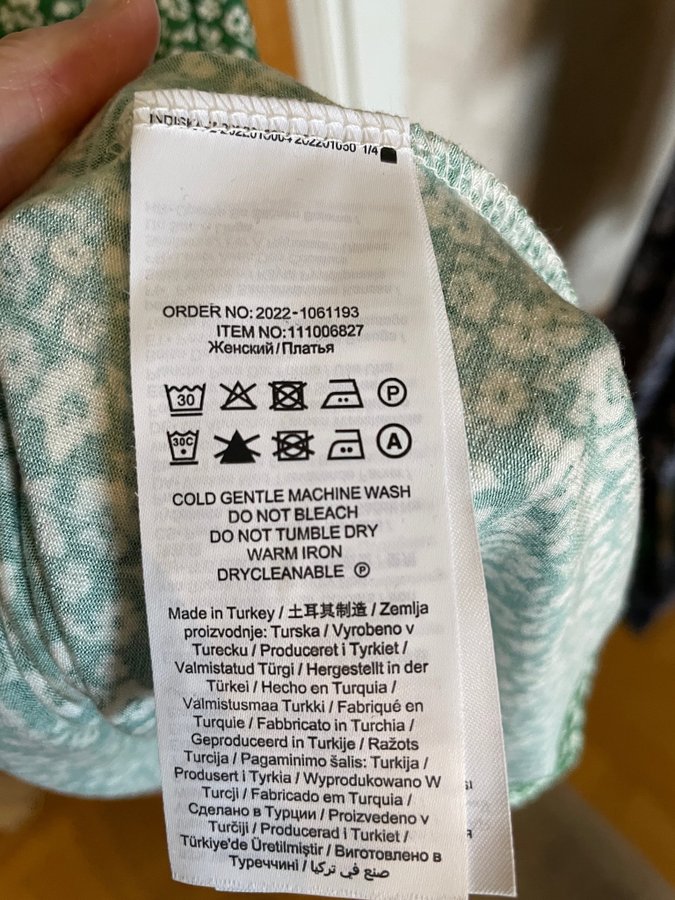 202201050 1/4
ORDER NO: 2022-1061193
ITEM NO:111006827
Женский/Платья
30 P
30C A
COLD GENTLE MACHINE WASH
DO NOT BLEACH
DO NOT TUMBLE DRY
WARM IRON
DRYCLEANABLE Ⓟ
Made in Turkey / 土耳其制造 / Zemlja
proizvodnje: Turska / Vyrobeno v
Turecku / Produceret i Tyrkiet /
Valmistatud Türgi / Hergestellt in der
Türkei / Hecho en Turquia /
Valmistusmaa Turkki / Fabriqué en
Turquie / Fabbricato in Turchia /
Geproduceerd in Turkije / Ražots
Turcija / Pagaminimo šalis: Turkija /
Produsert i Tyrkia / Wyprodukowano W
Turcji / Fabricado em Turquia /
Сделано в Турции / Proizvedeno v
Turčiji / Producerad i Turkiet /
Türkiye'de Üretilmiştir / Виготовлено в
Туреччині / صنع في تركيا